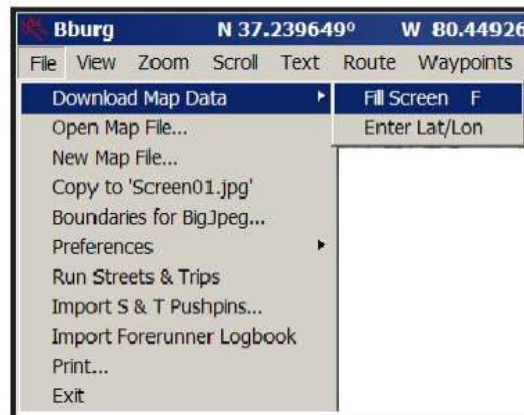 Bburg N 37.239649º W 80.44926
File View Zoom Scroll Text Route Waypoints
Download Map Data Fill Screen F
Enter Lat/Lon
Open Map File...
New Map File...
Copy to 'Screen01.jpg'
Boundaries for BigJpeg...
Preferences
Run Streets & Trips
Import S & T Pushpins...
Import Forerunner Logbook
Print...
Exit